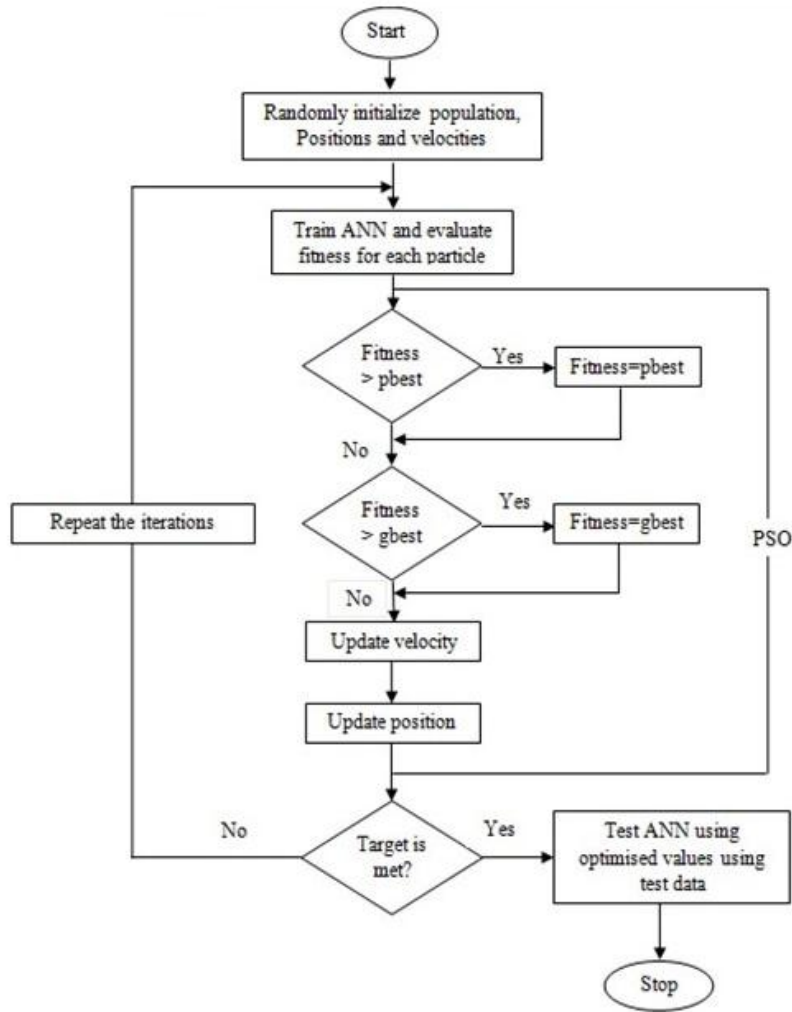 Start
Randomly initialize population,
Positions and velocities
Train ANN and evaluate
fitness for each particle
Fitness
> pbest
Yes
Fitness=pbest
No
Fitness
> gbest
Yes
Fitness=gbest
Repeat the iterations
PSO
No
Update velocity
Update position
Target is
met?
No
Yes
Test ANN using
optimised values using
test data
Stop